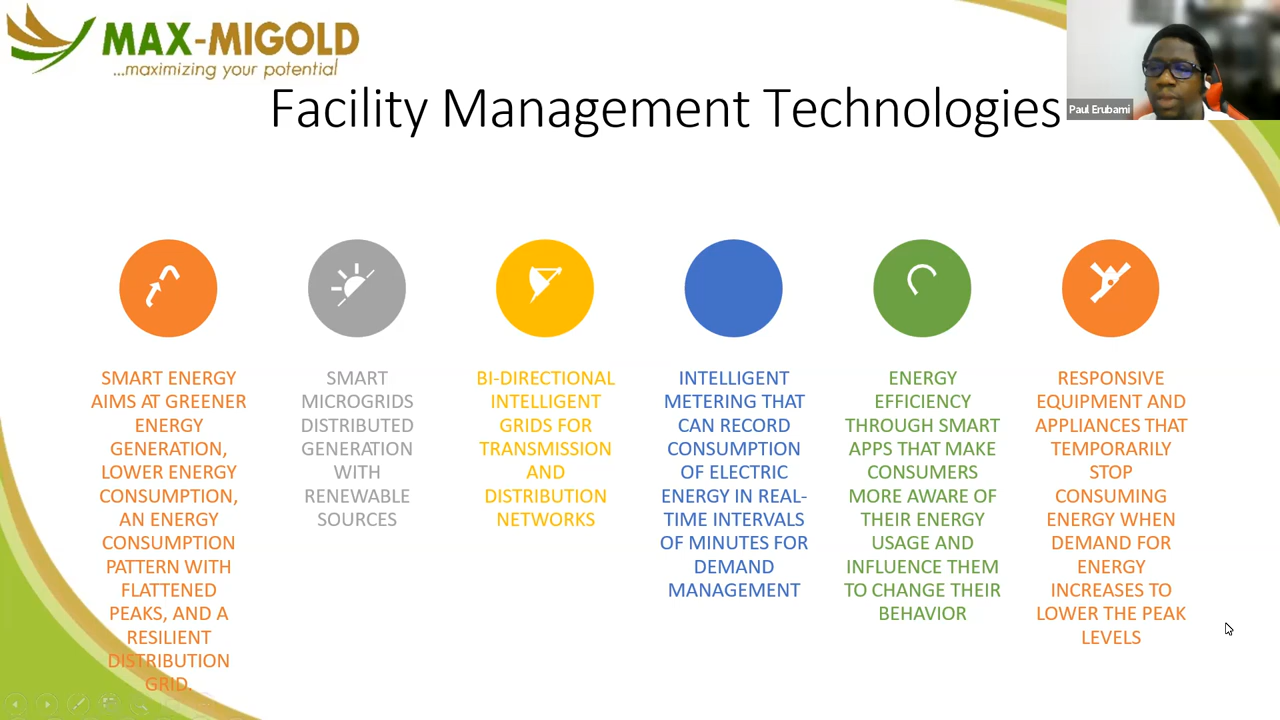 MAX-MIGOLD
...maximizing your potential
Facility Management Technologies
Paul Erubami
SMART ENERGY
AIMS AT GREENER
ENERGY
GENERATION,
LOWER ENERGY
CONSUMPTION,
AN ENERGY
CONSUMPTION
PATTERN WITH
FLATTENED
PEAKS, AND A
RESILIENT
DISTRIBUTION
GRID.
SMART
MICROGRIDS
DISTRIBUTED
GENERATION
WITH
RENEWABLE
SOURCES
BI-DIRECTIONAL
INTELLIGENT
GRIDS FOR
TRANSMISSION
AND
DISTRIBUTION
NETWORKS
INTELLIGENT
METERING THAT
CAN RECORD
CONSUMPTION
OF ELECTRIC
ENERGY IN REAL-
TIME INTERVALS
OF MINUTES FOR
DEMAND
MANAGEMENT
ENERGY
EFFICIENCY
THROUGH SMART
APPS THAT MAKE
CONSUMERS
MORE AWARE OF
THEIR ENERGY
USAGE AND
INFLUENCE THEM
TO CHANGE THEIR
BEHAVIOR
RESPONSIVE
EQUIPMENT AND
APPLIANCES THAT
TEMPORARILY
STOP
CONSUMING
ENERGY WHEN
DEMAND FOR
ENERGY
INCREASES TO
LOWER THE PEAK
LEVELS